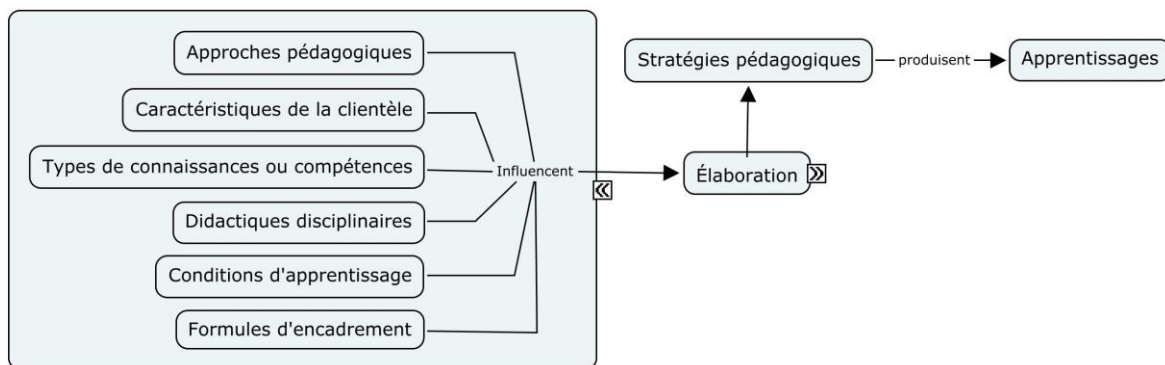 Approches pédagogiques
Caractéristiques de la clientèle
Types de connaissances ou compétences
Didactiques disciplinaires
Conditions d'apprentissage
Formules d'encadrement
Influencent
Élaboration
Stratégies pédagogiques
produisent
Apprentissages